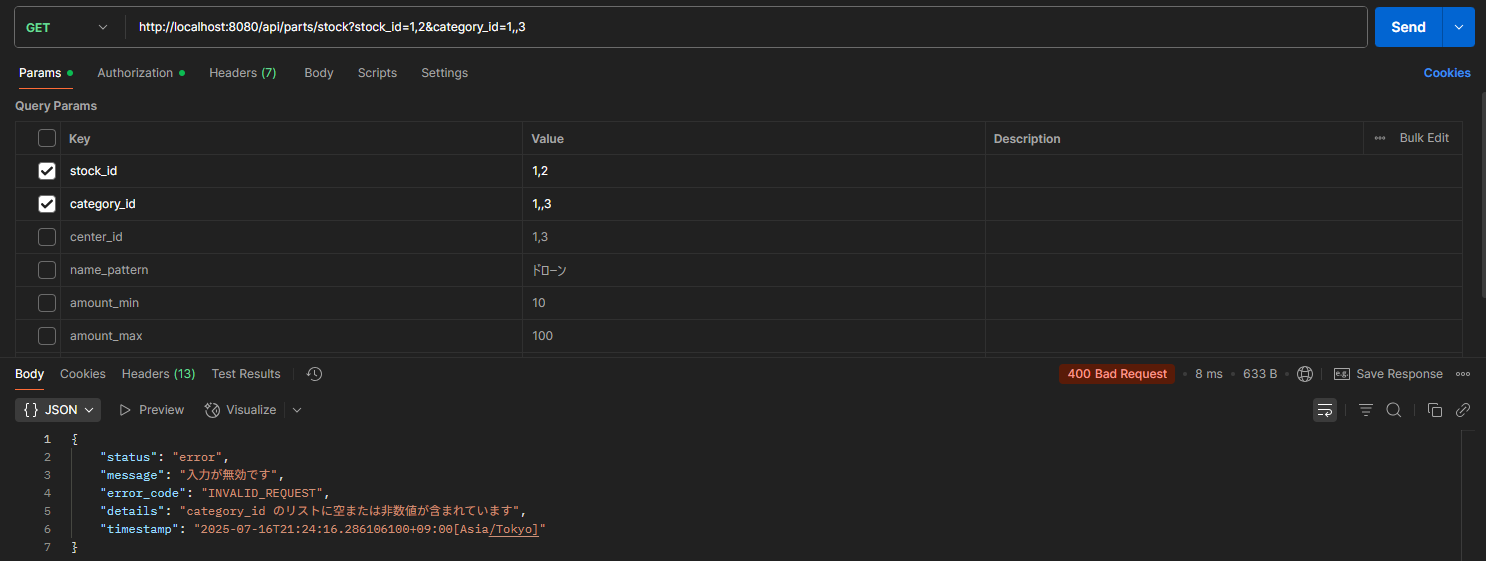 GET http://localhost:8080/api/parts/stock?stock_id=1,2&category_id=1,,3 Send
Params Authorization Headers (7) Body Scripts Settings Cookies
Query Params
Key Value Description Bulk Edit
stock_id 1,2
category_id 1,,3
center_id 1,3
name_pattern ドローン
amount_min 10
amount_max 100
Body Cookies Headers (13) Test Results 400 Bad Request 8 ms 633 B e.g. Save Response
{} JSON Preview Visualize
1 {
2 "status": "error",
3 "message": "入力が無効です",
4 "error_code": "INVALID_REQUEST",
5 "details": "category_id のリストに空または非数値が含まれています",
6 "timestamp": "2025-07-16T21:24:16.286106100+09:00[Asia/Tokyo]"
7 }